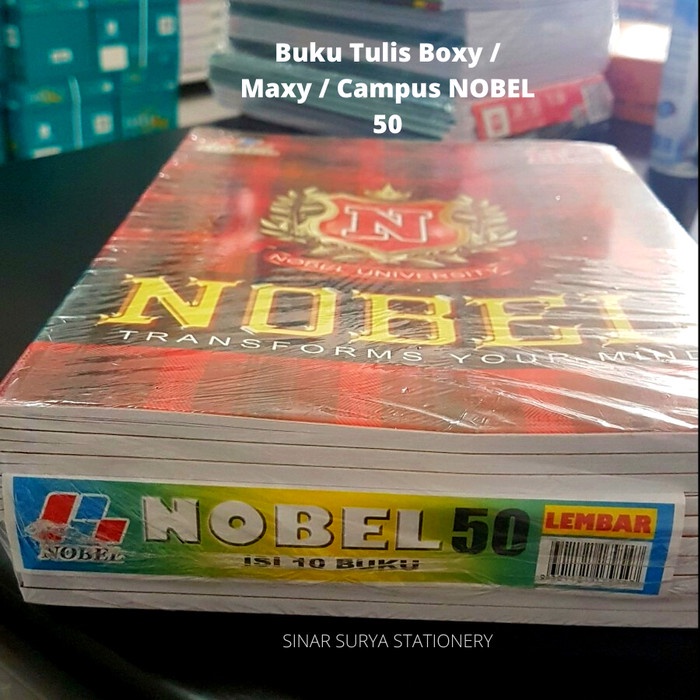 Buku Tulis Boxy /
Maxy / Campus NOBEL
50
N
NOBEL UNIVERSITY
NOBEL
TRANSFORMS YOUR MIND
NOBEL
NOBEL 50 LEMBAR
ISI 10 BUKU
SINAR SURYA STATIONERY